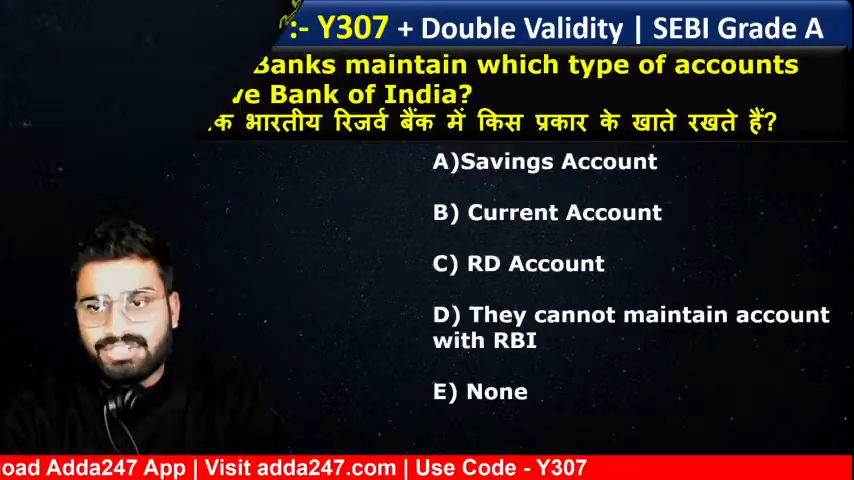 :- Y307 + Double Validity | SEBI Grade A
Banks maintain which type of accounts
ve Bank of India?
क भारतीय रिजर्व बैंक में किस प्रकार के खाते रखते हैं?
A)Savings Account
B) Current Account
C) RD Account
D) They cannot maintain account
with RBI
E) None
oad Adda247 App | Visit adda247.com | Use Code - Y307